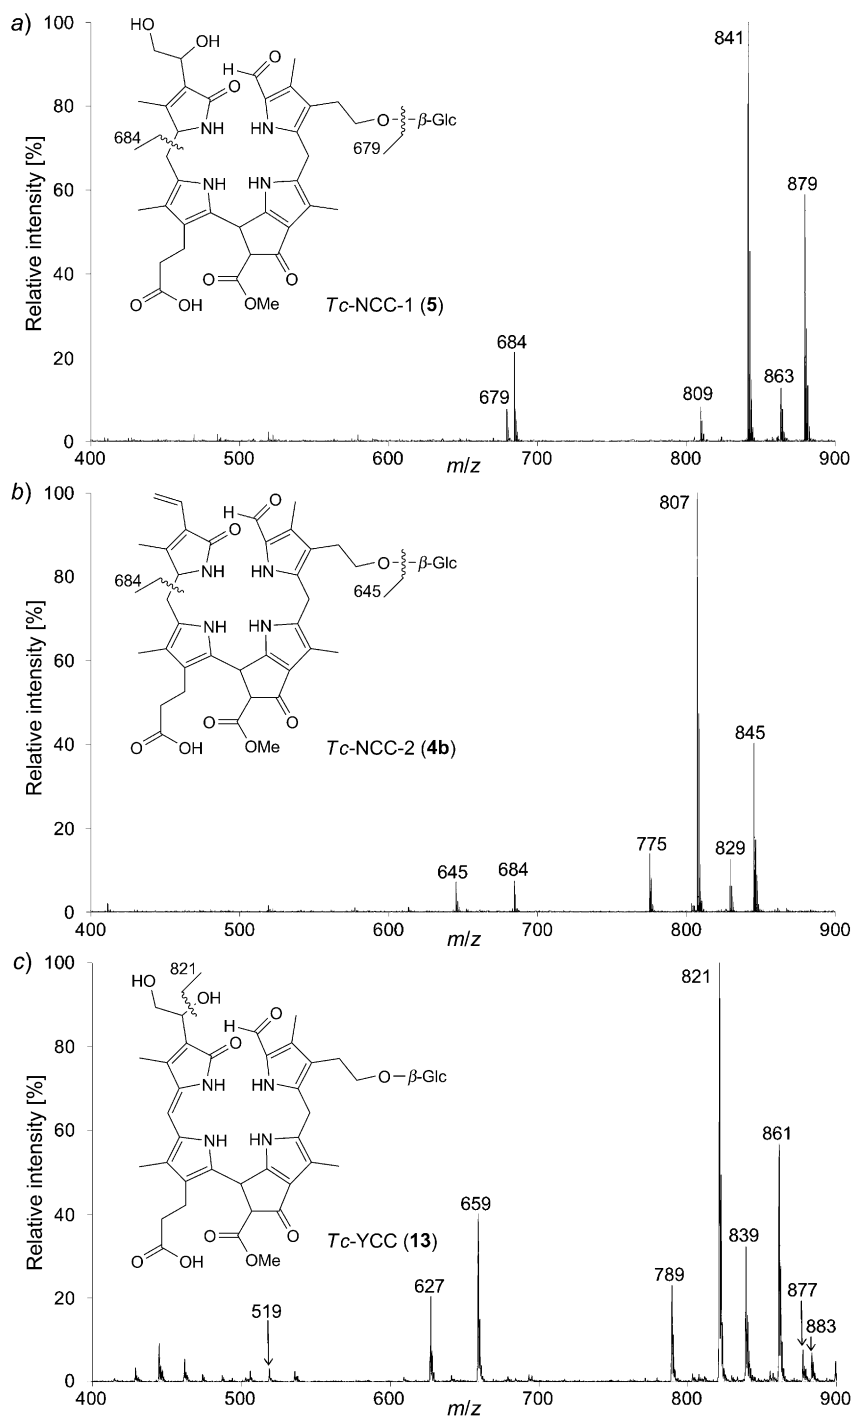 a)
Relative intensity [%]
100
80
60
40
20
0
400
500
600
700
800
900
m/z
HO
OH
O
NH
H
O
HN
O
β-Glc
684
679
NH
HN
O
OH
O
O
OMe
Tc-NCC-1 (5)
679
684
809
841
863
879
b)
Relative intensity [%]
100
80
60
40
20
0
400
500
600
700
800
900
m/z
O
NH
H
O
HN
O
β-Glc
684
645
NH
HN
O
OH
O
O
OMe
Tc-NCC-2 (4b)
645
684
775
807
829
845
c)
Relative intensity [%]
100
80
60
40
20
0
400
500
600
700
800
900
m/z
821
HO
OH
O
NH
H
O
HN
O
β-Glc
NH
HN
O
OH
O
O
OMe
Tc-YCC (13)
519
627
659
789
821
839
861
877
883